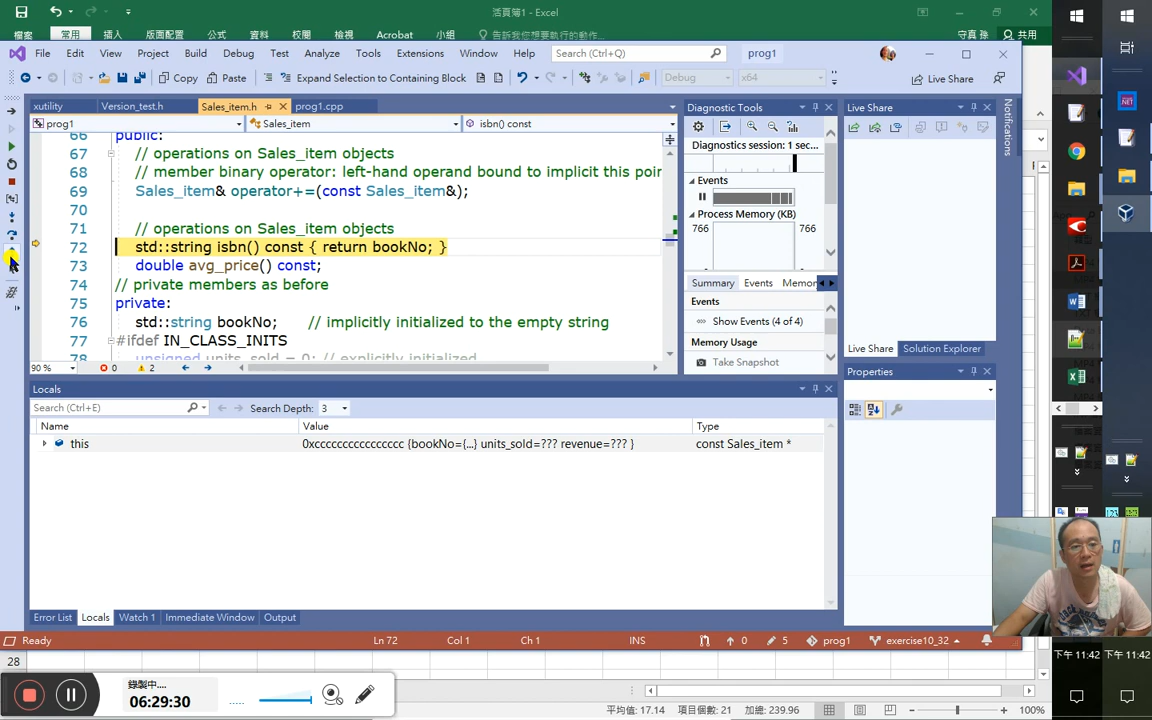 活頁簿1 - Excel
檔案 常用 插入 版面配置 公式 資料 校閱 檢視 Acrobat 小組 告訴我您想要執行的動作... 守真 孫 共用
File Edit View Git Project Build Debug Test Analyze Tools Extensions Window Help Search (Ctrl+Q) prog1
Copy Paste Expand Selection to Containing Block Debug x64 Live Share
xutility Version_test.h Sales_item.h prog1.cpp
prog1 Sales_item isbn() const
66 public:
67 // operations on Sales_item objects
68 // member binary operator: left-hand operand bound to implicit this poin
69 Sales_item& operator+=(const Sales_item&);
70
71 // operations on Sales_item objects
72 std::string isbn() const { return bookNo; }
73 double avg_price() const;
74 // private members as before
75 private:
76 std::string bookNo; // implicitly initialized to the empty string
77 #ifdef IN_CLASS_INITS
78 unsigned units_sold = 0; // explicitly initialized
90 % 0 2
Diagnostic Tools
Diagnostics session: 1 sec...
Events
Process Memory (KB)
766 766
0 0
Summary Events Memor
Events
Show Events (4 of 4)
Memory Usage
Take Snapshot
Live Share
Live Share Solution Explorer
Notifications
Properties
Locals
Search (Ctrl+E) Search Depth: 3
Name Value Type
this 0xcccccccccccccccc {bookNo={...} units_sold=??? revenue=??? } const Sales_item *
Error List Locals Watch 1 Immediate Window Output
Ready Ln 72 Col 1 Ch 1 INS 0 5 prog1 exercise10_32
28
錄製中....
06:29:30
平均值: 17.14 項目個數: 21 加總: 239.96 100%
下午 11:42 下午 11:42